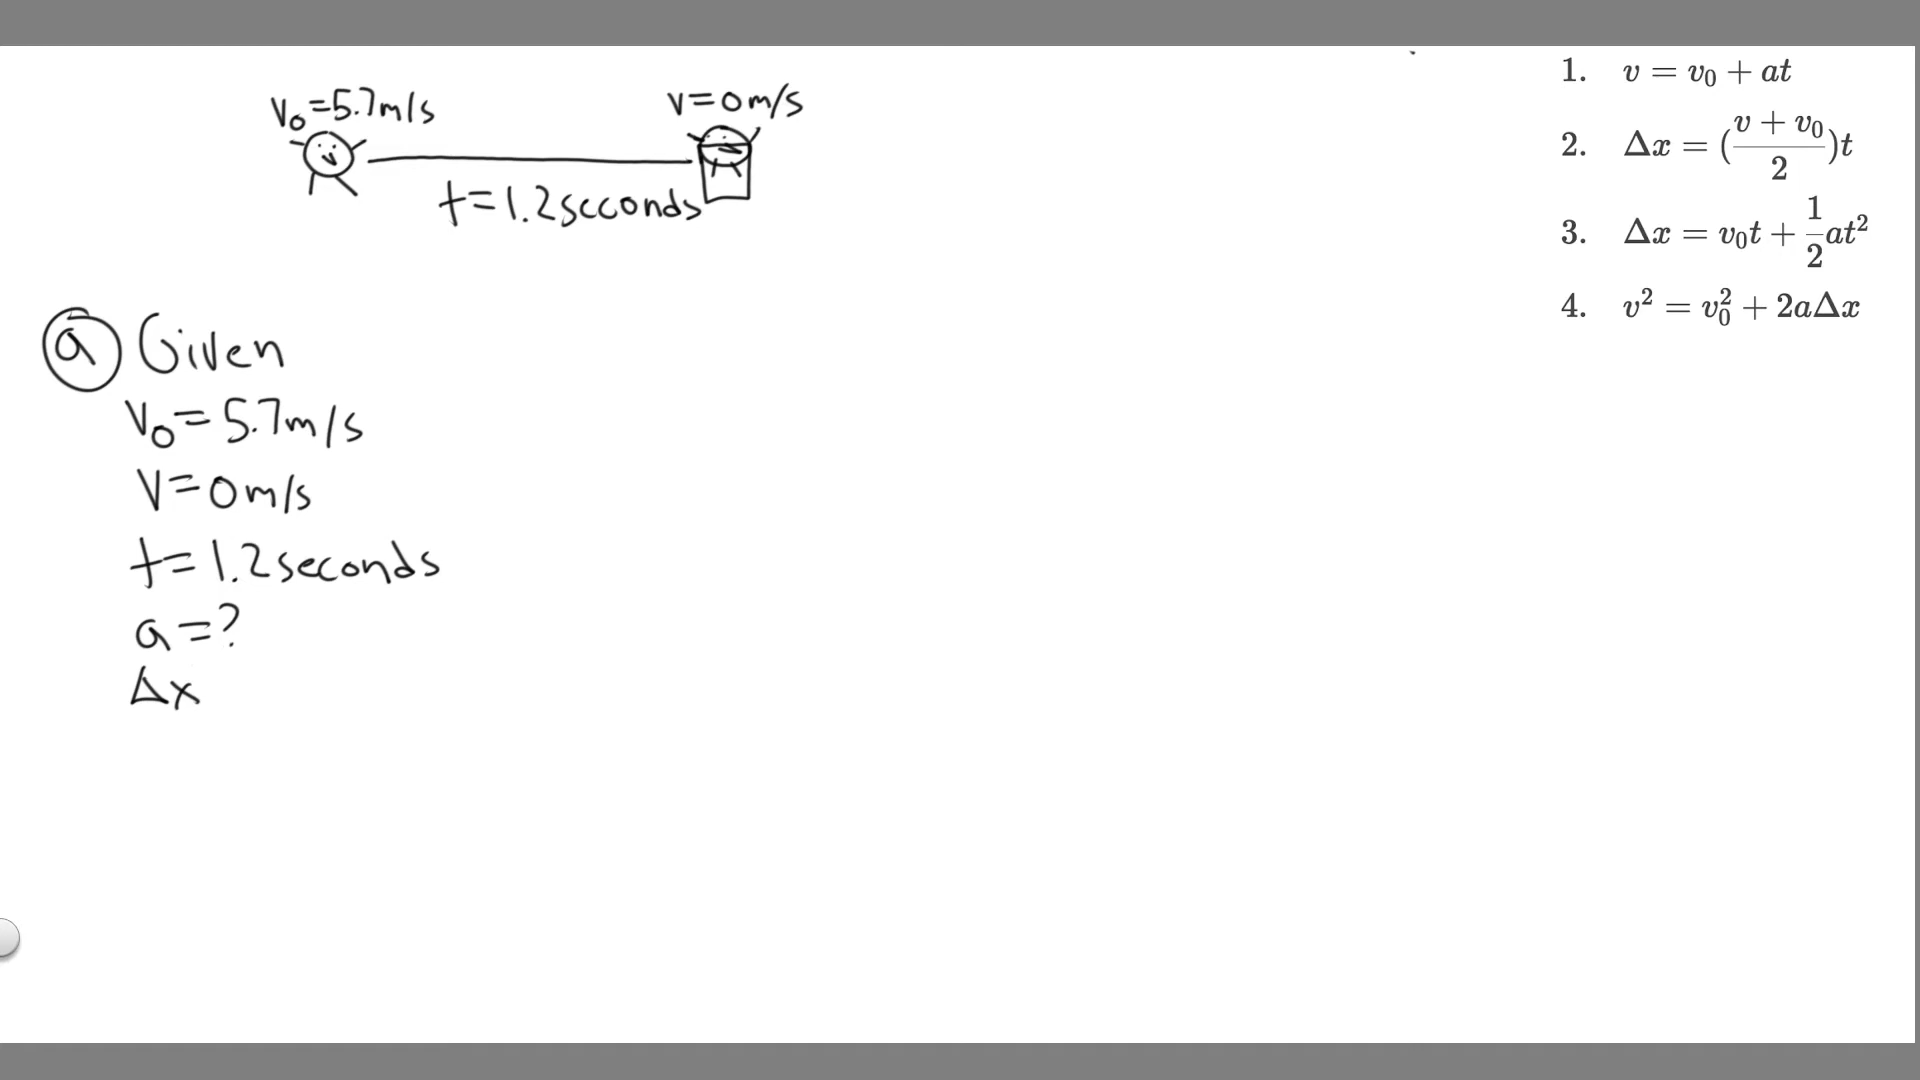 V₀=5.7m/s
V=0m/s
t=1.2seconds
a Given
V₀=5.7m/s
V=0m/s
t=1.2seconds
a=?
Δx
1. v = v₀ + at
2. Δx = ((v + v₀)/2)t
3. Δx = v₀t + 1/2 at²
4. v² = v₀² + 2aΔx